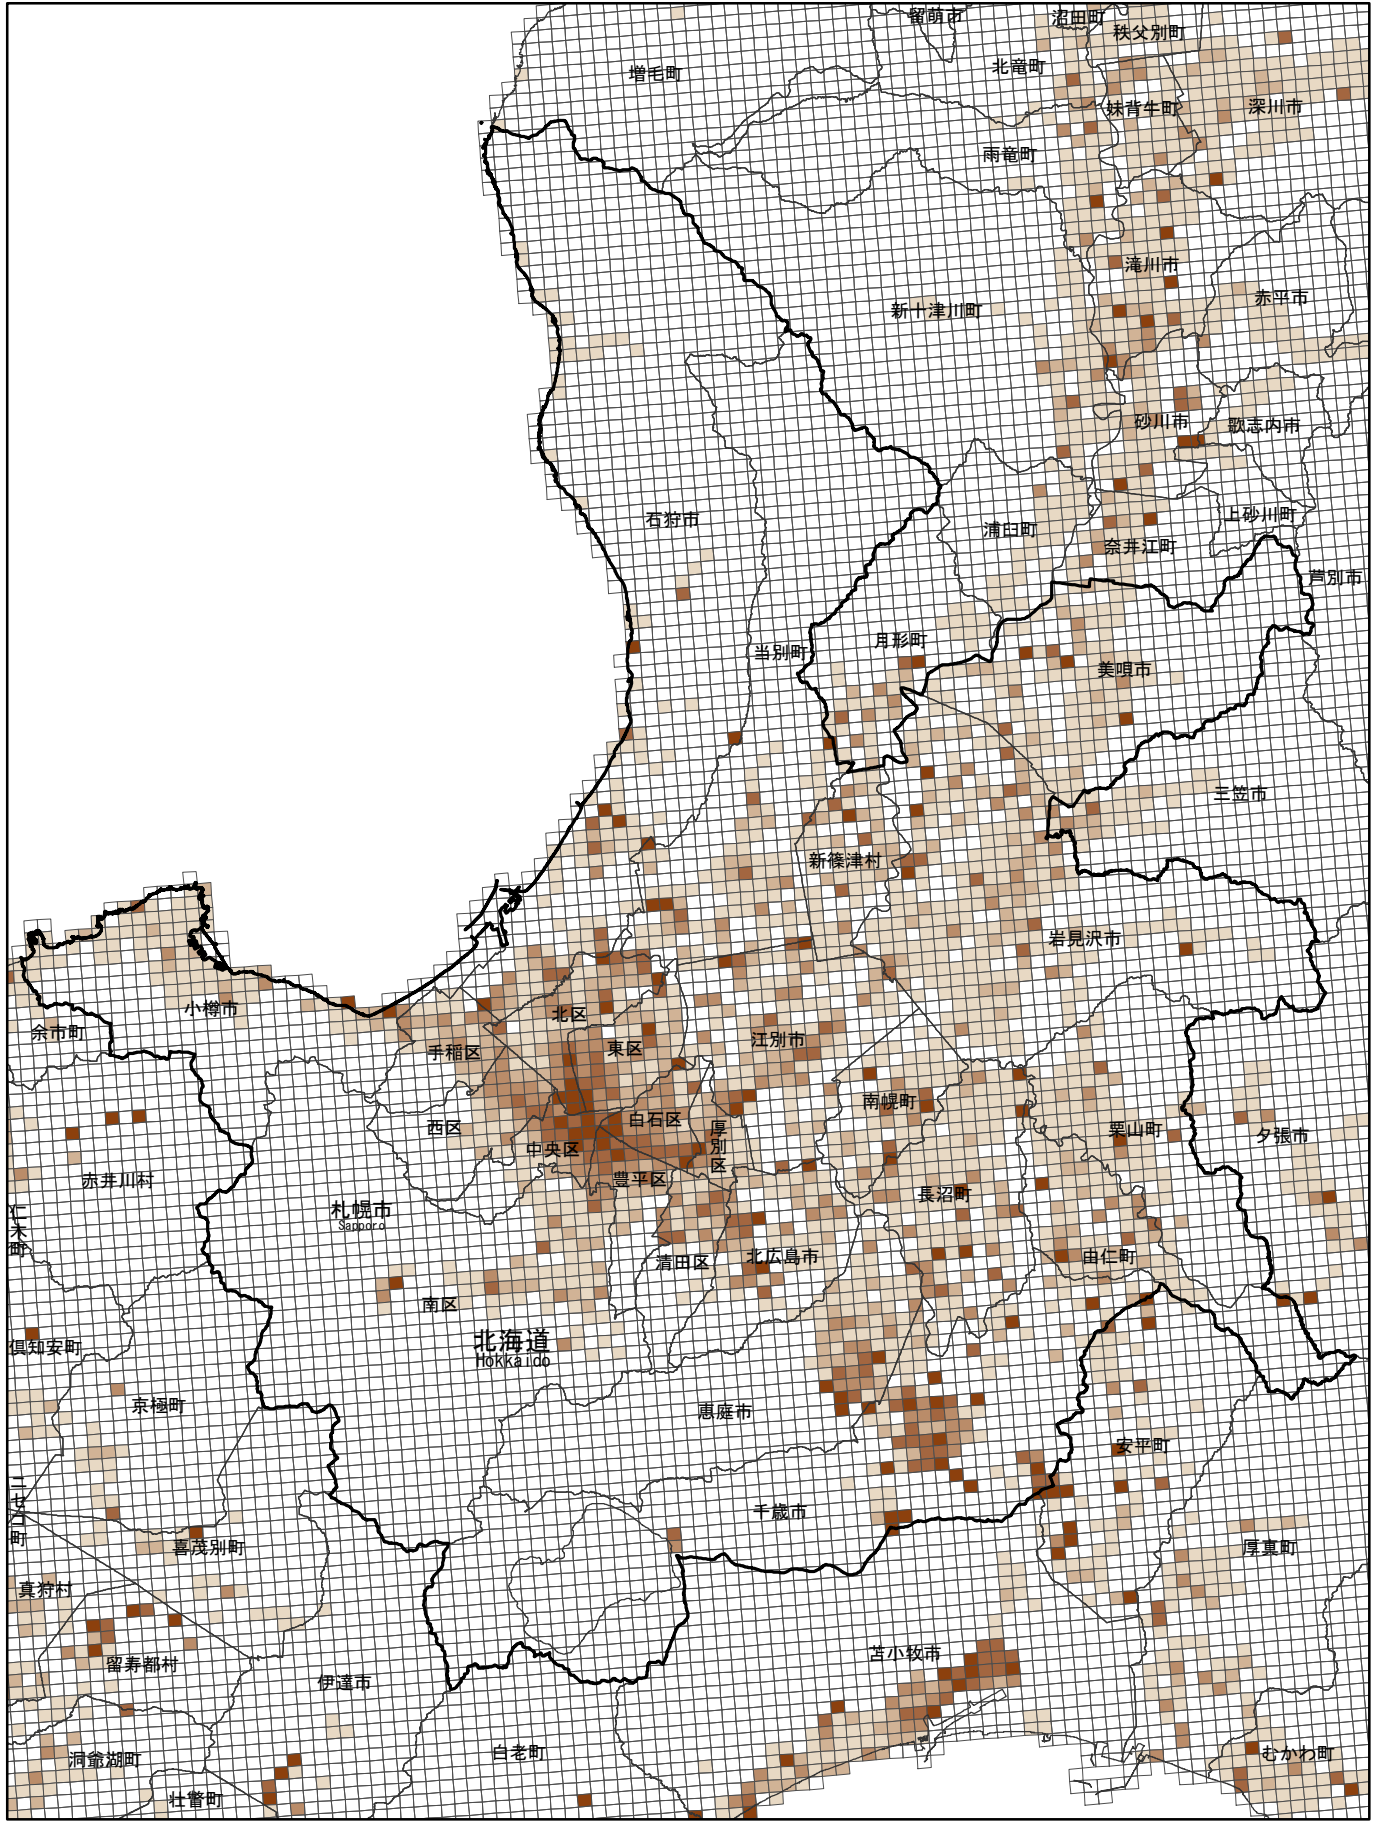 留萌市
沼田町
秩父別町
増毛町
北竜町
妹背牛町
深川市
雨竜町
滝川市
赤平市
新十津川町
砂川市
歌志内市
石狩市
浦臼町
上砂川町
奈井江町
芦別市
月形町
当別町
美唄市
三笠市
新篠津村
岩見沢市
小樽市
北区
余市町
手稲区
東区
江別市
南幌町
西区
白石区
厚別区
栗山町
夕張市
中央区
赤井川村
豊平区
長沼町
仁木町
札幌市
Sapporo
清田区
北広島市
由仁町
南区
北海道
Hokkaido
倶知安町
京極町
恵庭市
安平町
ニセコ町
千歳市
喜茂別町
厚真町
真狩村
留寿都村
伊達市
苫小牧市
洞爺湖町
白老町
むかわ町
壮瞥町